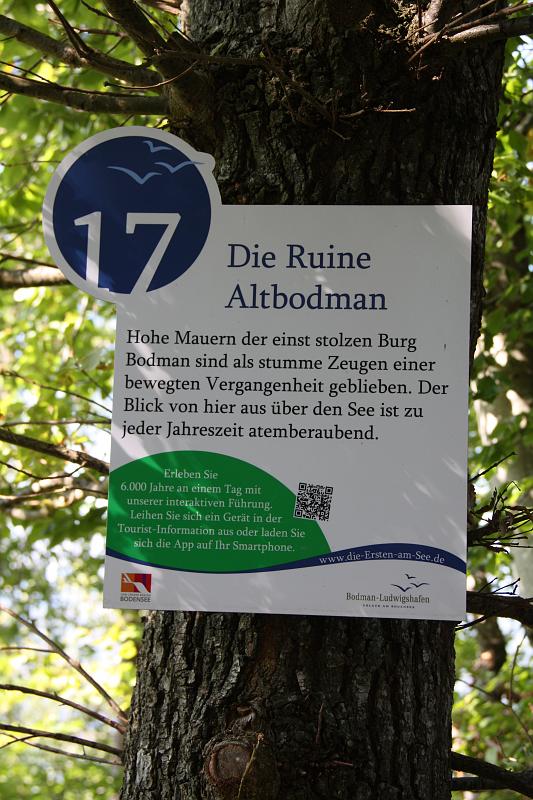 17
Die Ruine
Altbodman
Hohe Mauern der einst stolzen Burg
Bodman sind als stumme Zeugen einer
bewegten Vergangenheit geblieben. Der
Blick von hier aus über den See ist zu
jeder Jahreszeit atemberaubend.
Erleben Sie
6.000 Jahre an einem Tag mit
unserer interaktiven Führung.
Leihen Sie sich ein Gerät in der
Tourist-Information aus oder laden Sie
sich die App auf Ihr Smartphone.
www.die-Ersten-am-See.de
BODENSEE
Bodman-Ludwigshafen